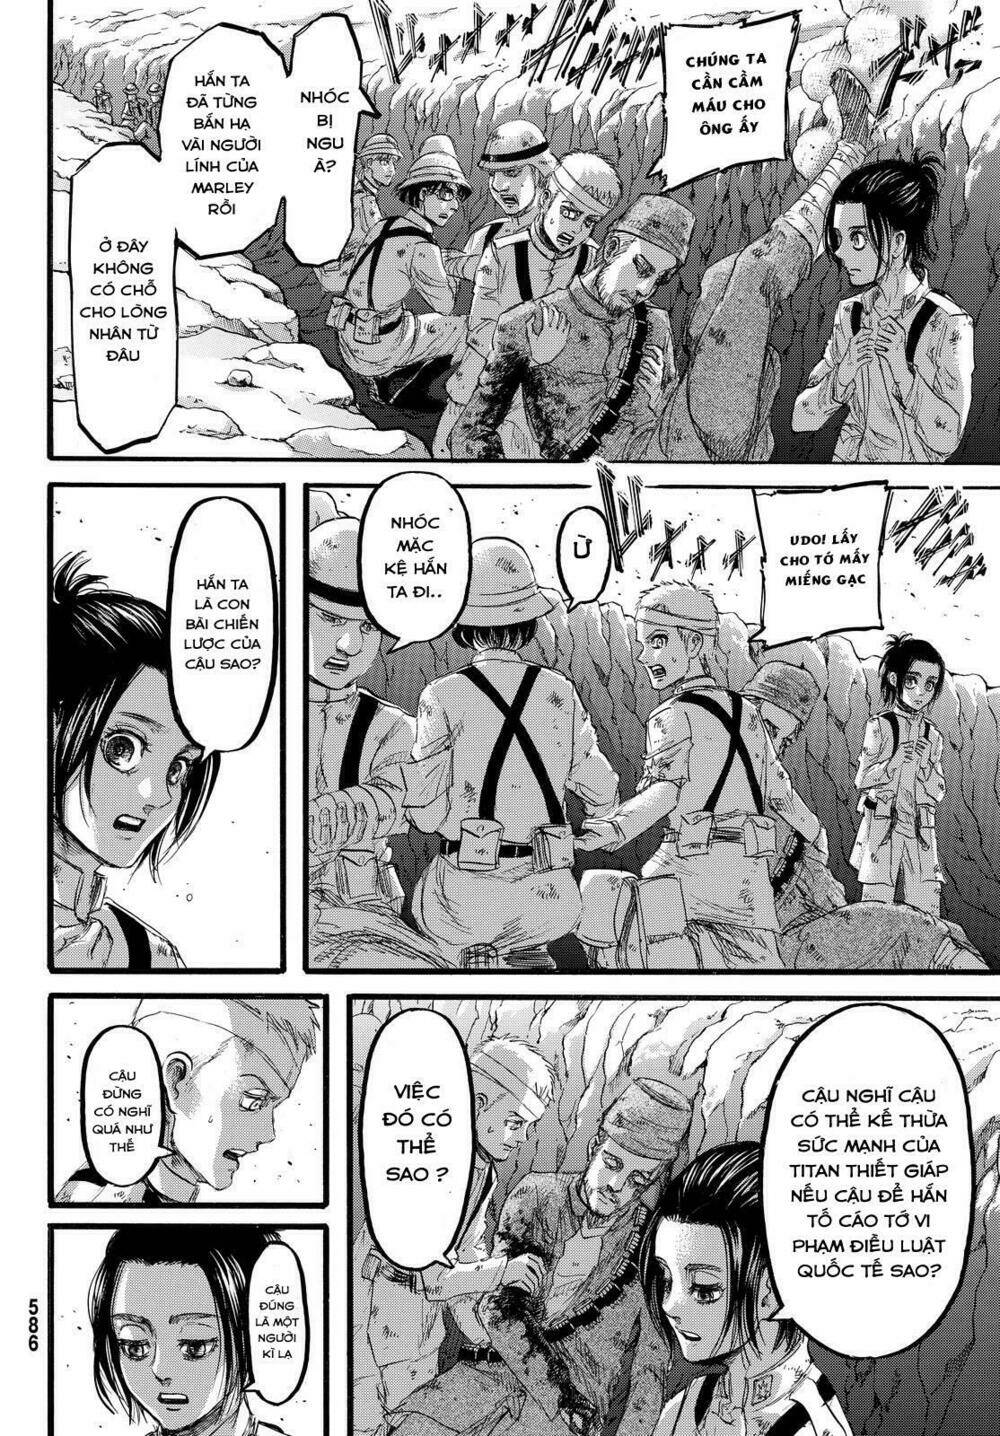 CHÚNG TA
CẦN CẦM
MÁU CHO
ÔNG ẤY
NHÓC
BỊ
NGU
À?
HẮN TA
ĐÃ TỪNG
BẮN HẠ
VÀI NGƯỜI
LÍNH CỦA
MARLEY
RỒI
Ở ĐÂY
KHÔNG
CÓ CHỖ
CHO LÒNG
NHÂN TỪ
ĐÂU
UDO! LẤY
CHO TỚ MẤY
MIẾNG GẠC
Ừ
NHÓC
MẶC
KỆ HẮN
TA ĐI..
HẮN TA
LÀ CON
BÀI CHIẾN
LƯỢC CỦA
CẬU SAO?
CẬU NGHĨ CẬU
CÓ THỂ KẾ THỪA
SỨC MẠNH CỦA
TITAN THIẾT GIÁP
NẾU CẬU ĐỂ HẮN
TỐ CÁO TỚ VI
PHẠM ĐIỀU LUẬT
QUỐC TẾ SAO?
VIỆC
ĐÓ CÓ
THỂ
SAO ?
CẬU
ĐỪNG
CÓ NGHĨ
QUÁ NHƯ
THẾ
CẬU
ĐÚNG
LÀ MỘT
NGƯỜI
KÌ LẠ
586